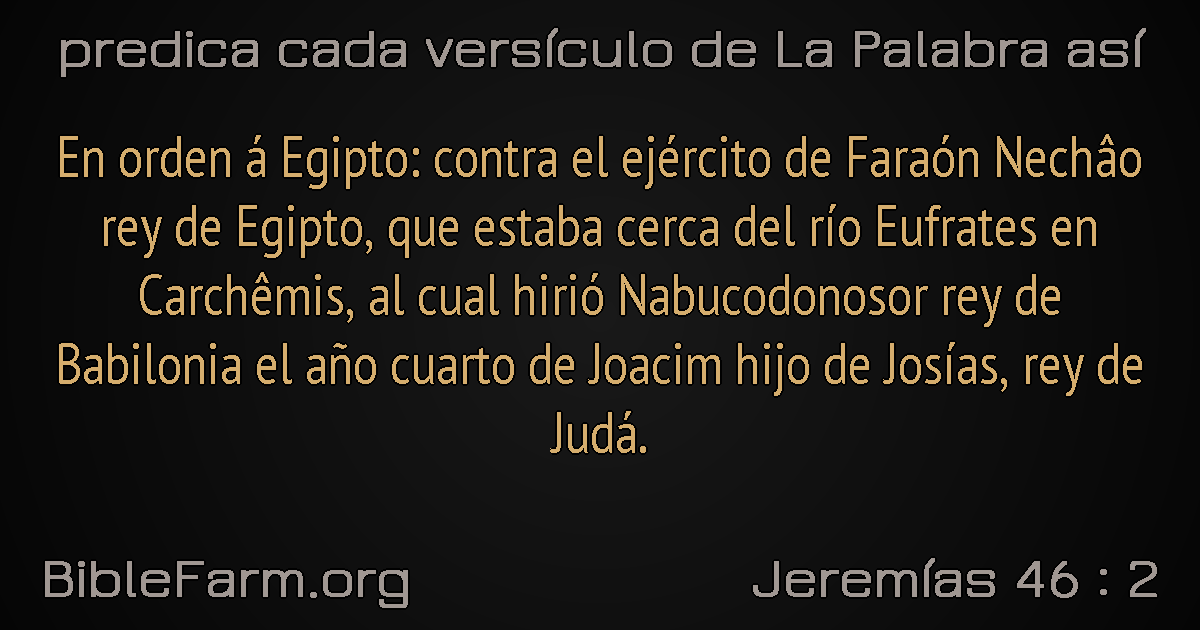 predica cada versículo de La Palabra así
En orden á Egipto: contra el ejército de Faraón Nechâo
rey de Egipto, que estaba cerca del río Eufrates en
Carchêmis, al cual hirió Nabucodonosor rey de
Babilonia el año cuarto de Joacim hijo de Josías, rey de
Judá.
BibleFarm.org
Jeremías 46 : 2